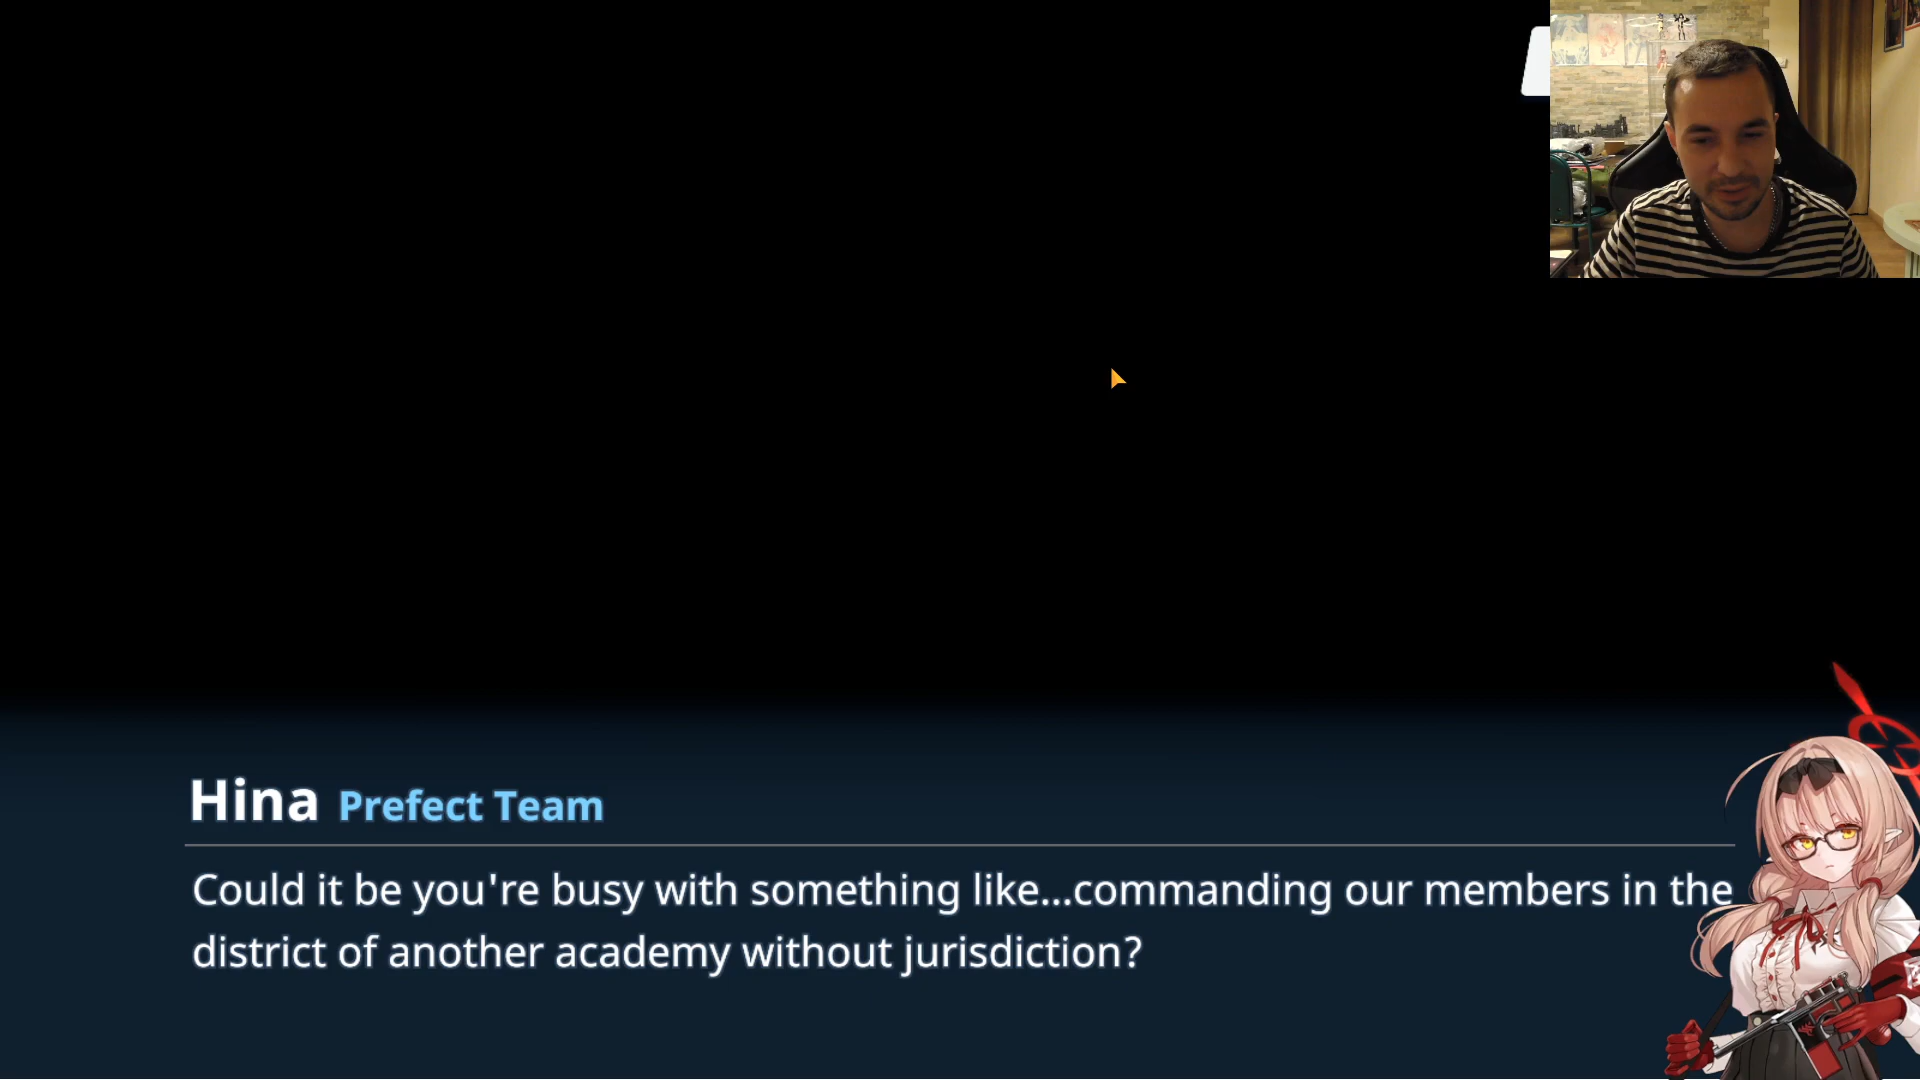 Hina Prefect Team
Could it be you're busy with something like...commanding our members in the
district of another academy without jurisdiction?